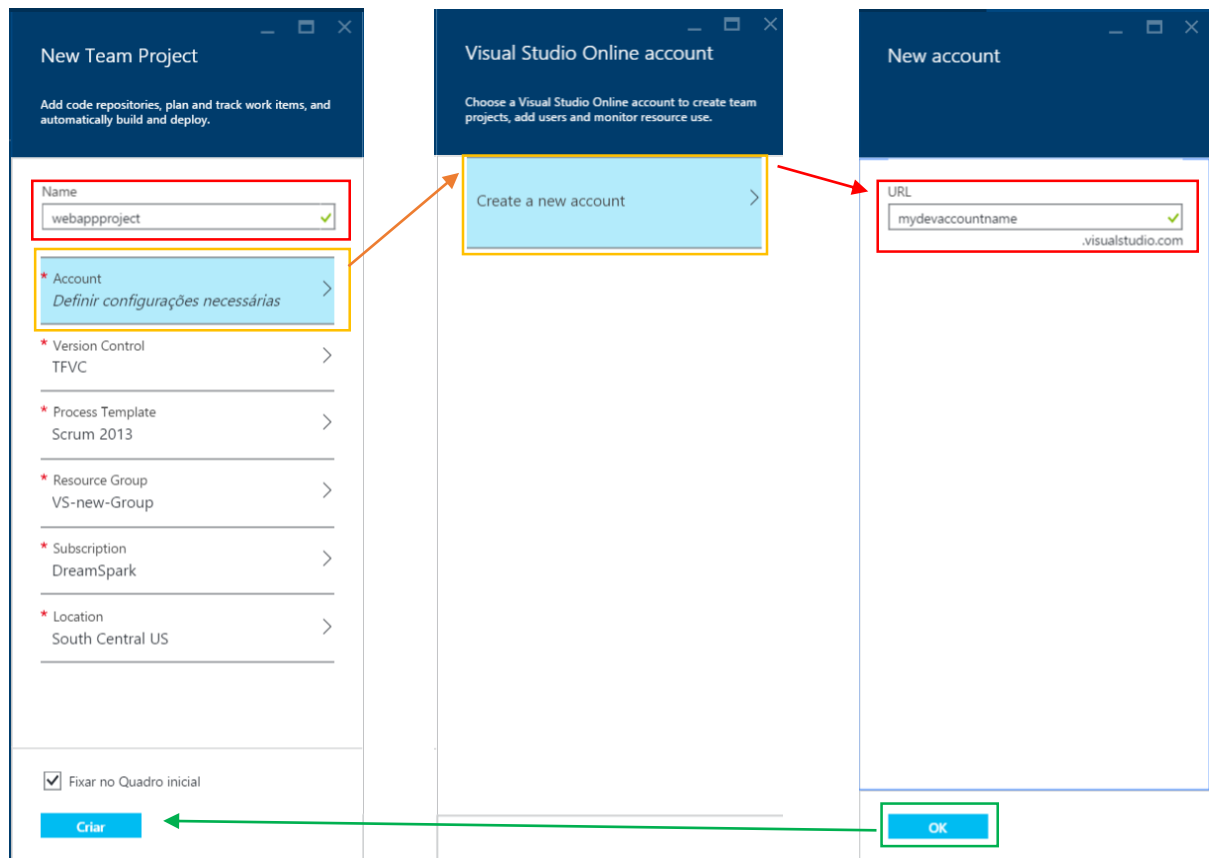 New Team Project
Add code repositories, plan and track work items, and
automatically build and deploy.
Name
webappproject
* Account
Definir configurações necessárias
* Version Control
TFVC
* Process Template
Scrum 2013
* Resource Group
VS-new-Group
* Subscription
DreamSpark
* Location
South Central US
Fixar no Quadro inicial
Criar
Visual Studio Online account
Choose a Visual Studio Online account to create team
projects, add users and monitor resource use.
Create a new account
New account
URL
mydevaccountname
.visualstudio.com
OK